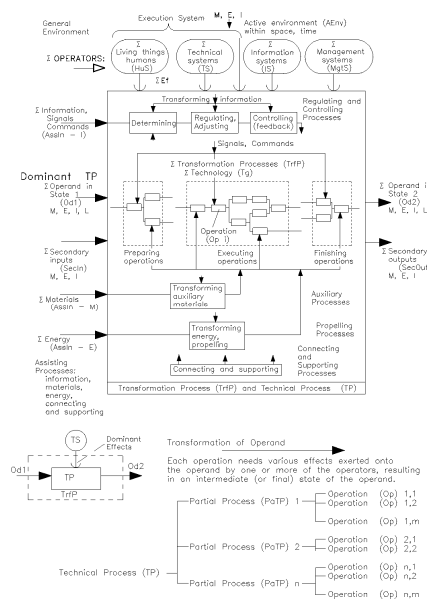 General
Environment
Execution System
M, E, I
Active environment (AEnv)
within space, time
Σ OPERATORS:
Σ
Living things
humans (HuS)
Σ
Technical
systems
(TS)
Σ
Information
systems
(IS)
Σ
Management
systems
(MgtS)
ΣEf
Transforming information
Σ Information,
Signals
Commands
(AssIn - I)
Determining
Regulating,
Adjusting
Controlling
(feedback)
Regulating and
Controlling
Processes
Signals, Commands
Σ Transformation Processes (TrfP)
Σ Technology (Tg)
Dominant TP
Σ Operand in
State 1
(Od1)
M, E, I, L
Σ Operand i
State 2
(Od2)
M, E, I, L
Operation
(Op i)
Σ Secondary
inputs
(SecIn)
M, E, I
Preparing
operations
Executing
operations
Finishing
operations
Σ Secondary
outputs
(SecOut
M, E, I
Σ Materials
(AssIn - M)
Transforming
auxiliary
materials
Auxiliary
Processes
Σ Energy
(AssIn - E)
Transforming
energy,
propelling
Propelling
Processes
Connecting
and
Supporting
Processes
Connecting and supporting
Assisting
Processes:
information,
materials,
energy,
connecting
and supporting
Transformation Process (TrfP) and Technical Process (TP)
TS
Dominant
Effects
Od1
TP
Od2
TrfP
Transformation of Operand
Each operation needs various effects exerted onto
the operand by one or more of the operators, resulting
in an intermediate (or final) state of the operand.
Technical Process (TP)
Partial Process (PaTP) 1
Operation (Op) 1,1
Operation (Op) 1,2
Operation (Op) 1,m
Partial Process (PaTP) 2
Operation (Op) 2,1
Operation (Op) 2,2
Partial Process (PaTP) n
Operation (Op) n,1
Operation (Op) n,2
Operation (Op) n,m